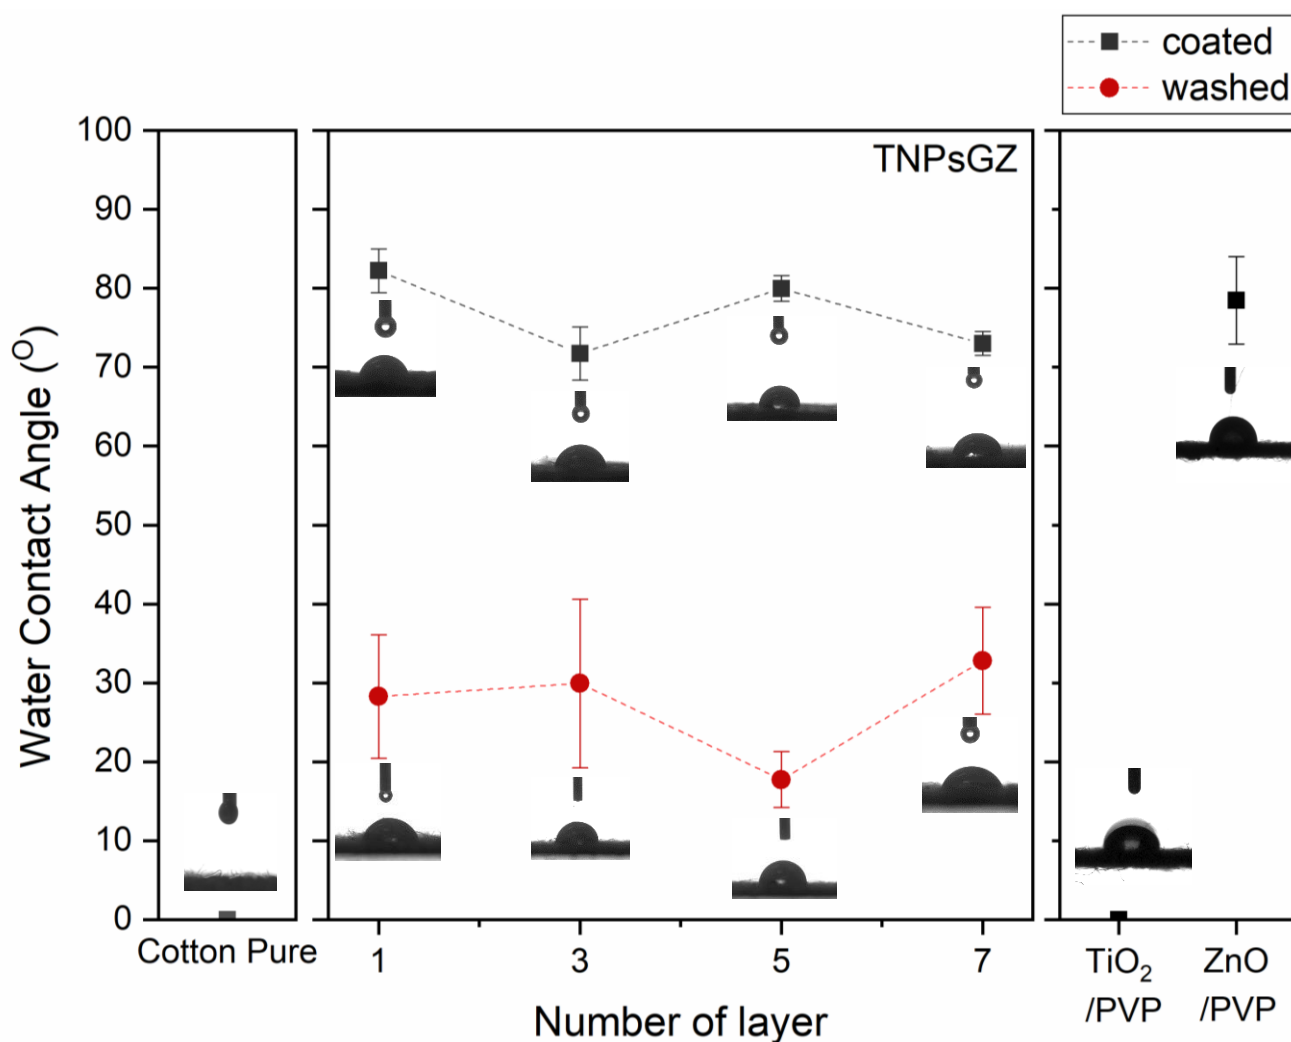 coated
washed
TNPsGZ
Water Contact Angle (O)
100
90
80
70
60
50
40
30
20
10
0
Cotton Pure
1 3 5 7
TiO2
/PVP
ZnO
/PVP
Number of layer